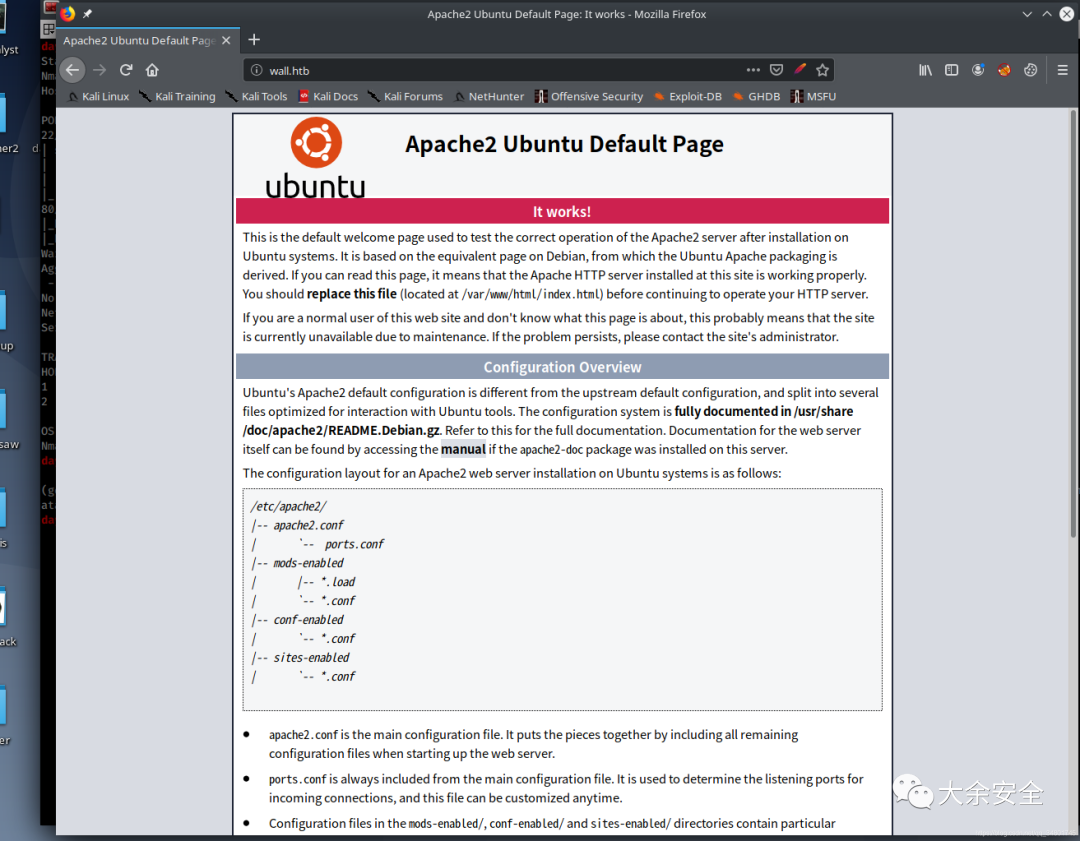 Apache2 Ubuntu Default Page: It works - Mozilla Firefox
Apache2 Ubuntu Default Page
wall.htb
Kali Linux Kali Training Kali Tools Kali Docs Kali Forums NetHunter Offensive Security Exploit-DB GHDB MSFU
ubuntu
Apache2 Ubuntu Default Page
It works!
This is the default welcome page used to test the correct operation of the Apache2 server after installation on
Ubuntu systems. It is based on the equivalent page on Debian, from which the Ubuntu Apache packaging is
derived. If you can read this page, it means that the Apache HTTP server installed at this site is working properly.
You should replace this file (located at /var/www/html/index.html) before continuing to operate your HTTP server.
If you are a normal user of this web site and don't know what this page is about, this probably means that the site
is currently unavailable due to maintenance. If the problem persists, please contact the site's administrator.
Configuration Overview
Ubuntu's Apache2 default configuration is different from the upstream default configuration, and split into several
files optimized for interaction with Ubuntu tools. The configuration system is fully documented in /usr/share
/doc/apache2/README.Debian.gz. Refer to this for the full documentation. Documentation for the web server
itself can be found by accessing the manual if the apache2-doc package was installed on this server.
The configuration layout for an Apache2 web server installation on Ubuntu systems is as follows:
/etc/apache2/
|-- apache2.conf
|       `--  ports.conf
|-- mods-enabled
|       |-- *.load
|       `-- *.conf
|-- conf-enabled
|       `-- *.conf
|-- sites-enabled
|       `-- *.conf
● apache2.conf is the main configuration file. It puts the pieces together by including all remaining
configuration files when starting up the web server.
● ports.conf is always included from the main configuration file. It is used to determine the listening ports for
incoming connections, and this file can be customized anytime.
● Configuration files in the mods-enabled/, conf-enabled/ and sites-enabled/ directories contain particular
大余安全